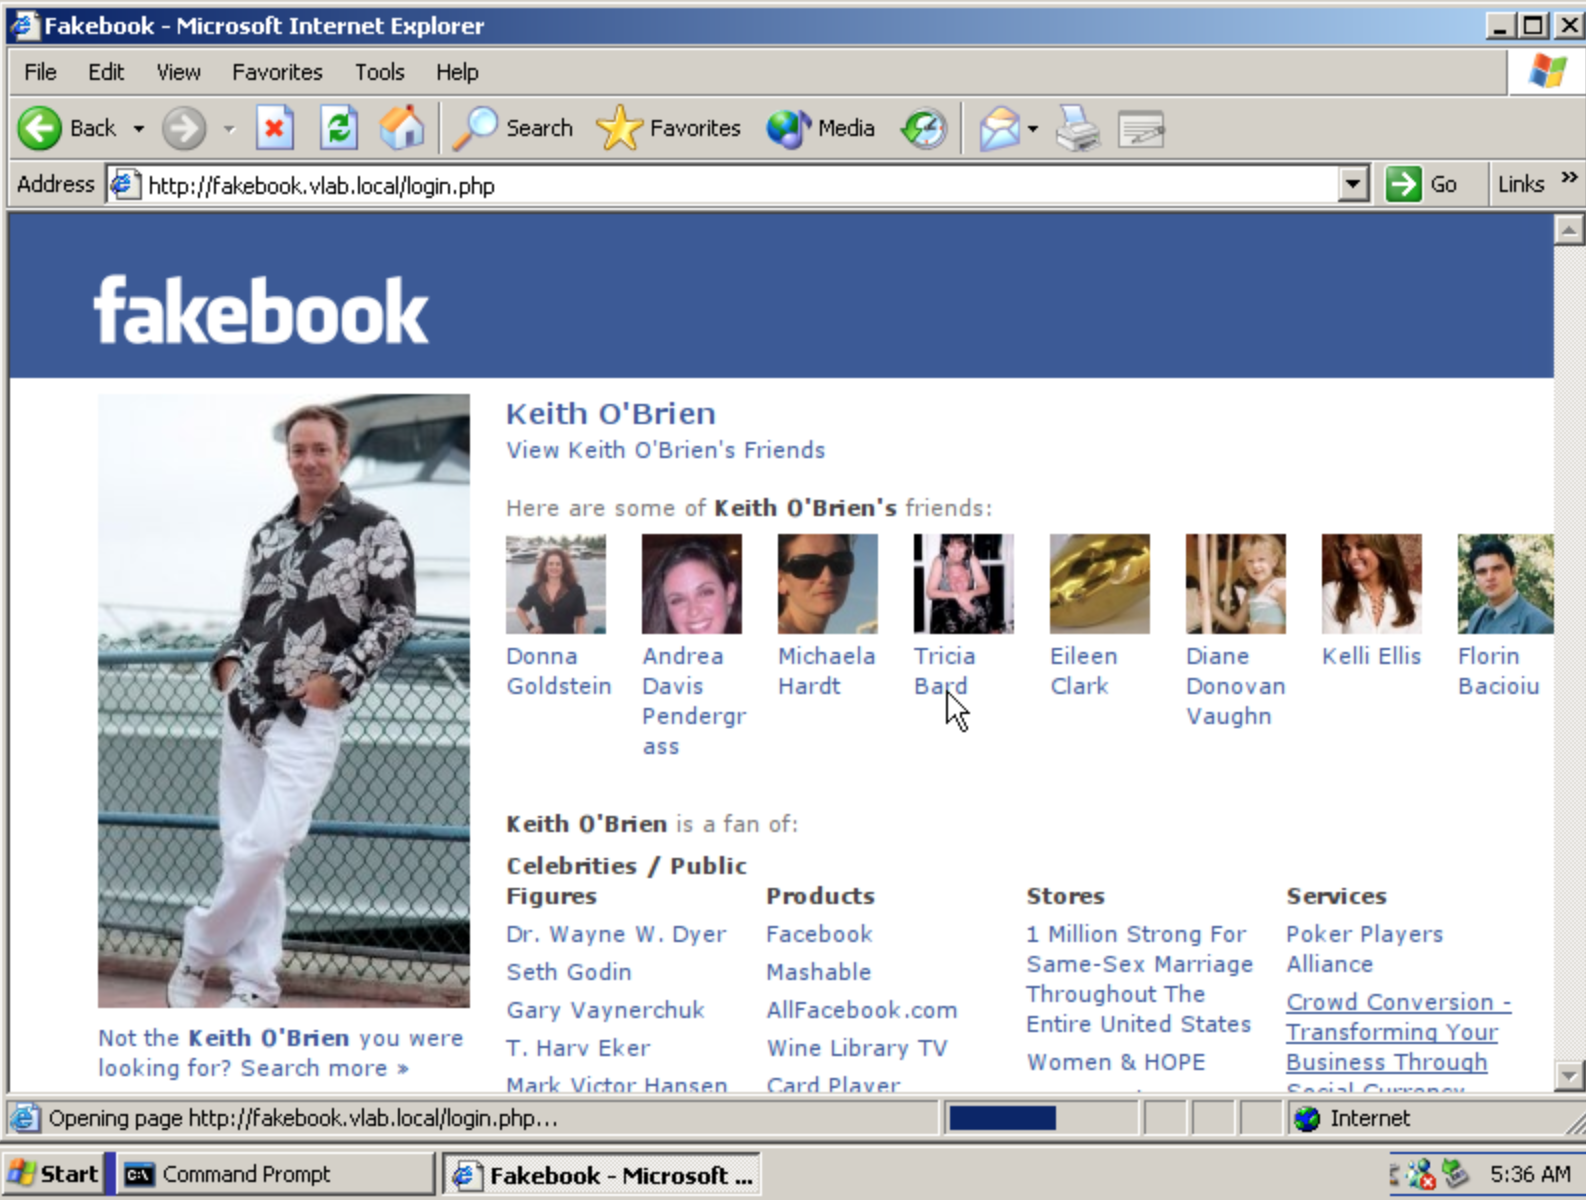 Fakebook - Microsoft Internet Explorer
File Edit View Favorites Tools Help
Back Search Favorites Media
Address http://fakebook.vlab.local/login.php Go Links »
fakebook
Keith O'Brien
View Keith O'Brien's Friends
Here are some of Keith O'Brien's friends:
Donna Goldstein
Andrea Davis Pendergrass
Michaela Hardt
Tricia Bard
Eileen Clark
Diane Donovan Vaughn
Kelli Ellis
Florin Bacioiu
Keith O'Brien is a fan of:
Celebrities / Public
Figures
Dr. Wayne W. Dyer
Seth Godin
Gary Vaynerchuk
T. Harv Eker
Mark Victor Hansen
Products
Facebook
Mashable
AllFacebook.com
Wine Library TV
Card Player
Stores
1 Million Strong For
Same-Sex Marriage
Throughout The
Entire United States
Women & HOPE
Services
Poker Players
Alliance
Crowd Conversion -
Transforming Your
Business Through
Social Currency
Not the Keith O'Brien you were
looking for? Search more »
Opening page http://fakebook.vlab.local/login.php... Internet
Start C:\ Command Prompt Fakebook - Microsoft ... 5:36 AM